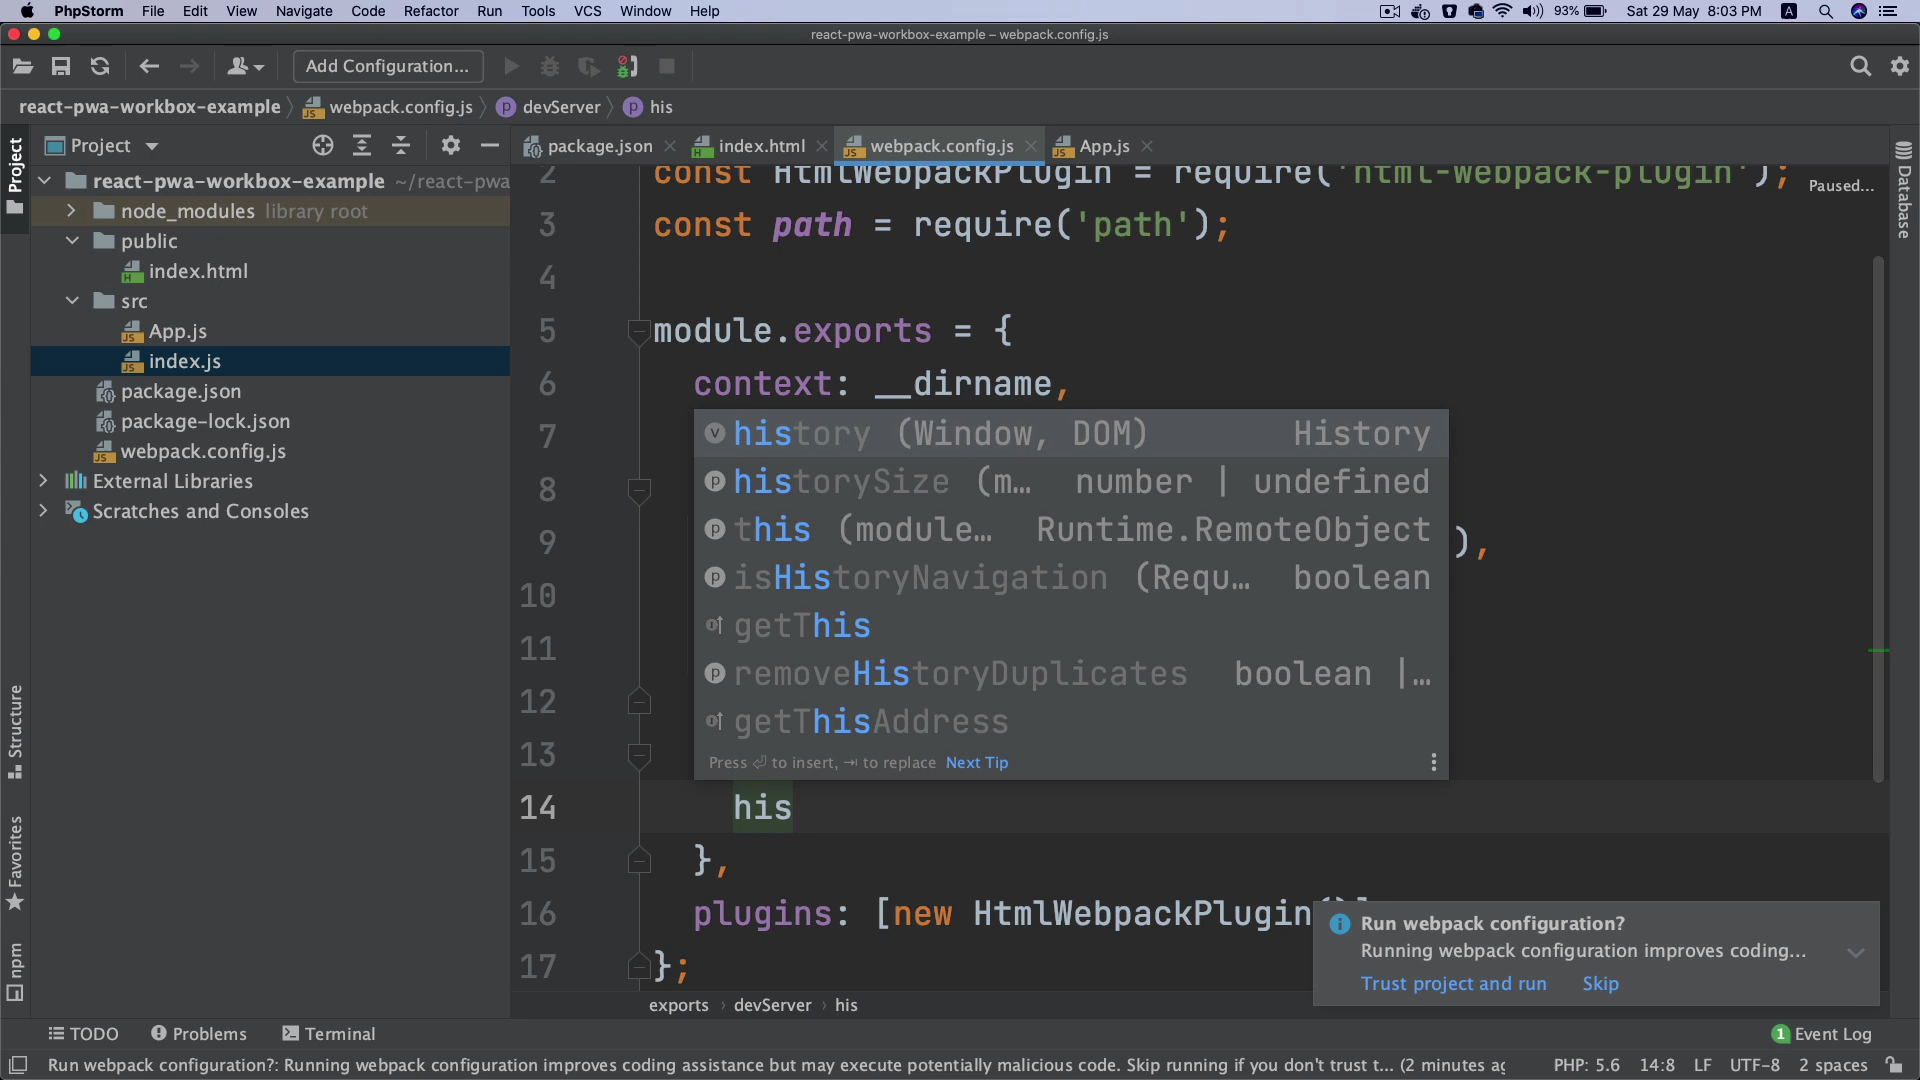 PhpStorm File Edit View Navigate Code Refactor Run Tools VCS Window Help 93% Sat 29 May 8:03 PM A
react-pwa-workbox-example – webpack.config.js
Add Configuration...
react-pwa-workbox-example webpack.config.js devServer his
Project
package.json index.html webpack.config.js App.js
react-pwa-workbox-example ~/react-pwa
node_modules library root
public
index.html
src
App.js
index.js
package.json
package-lock.json
webpack.config.js
External Libraries
Scratches and Consoles
Project
Structure
Favorites
npm
Database
Paused...
2 const HtmlWebpackPlugin = require('html-webpack-plugin');
3 const path = require('path');
4
5 module.exports = {
6 context: __dirname,
7
8
9 ),
10
11
12
13
14 his
15 },
16 plugins: [new HtmlWebpackPlugin()]
17 };
history (Window, DOM) History
historySize (m… number | undefined
this (module… Runtime.RemoteObject
isHistoryNavigation (Requ… boolean
getThis
removeHistoryDuplicates boolean |…
getThisAddress
Press ⏎ to insert, ⇥ to replace Next Tip
Run webpack configuration?
Running webpack configuration improves coding...
Trust project and run Skip
exports › devServer › his
TODO Problems Terminal 1 Event Log
Run webpack configuration?: Running webpack configuration improves coding assistance but may execute potentially malicious code. Skip running if you don't trust t... (2 minutes ag PHP: 5.6 14:8 LF UTF-8 2 spaces